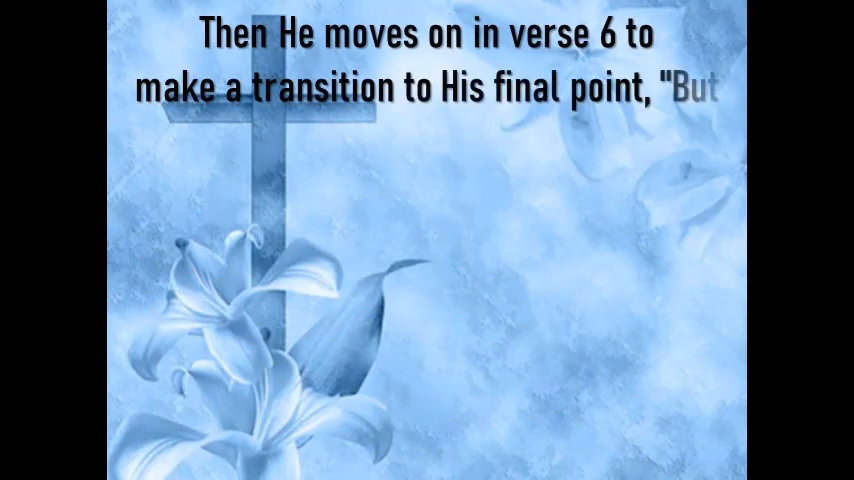 Then He moves on in verse 6 to
make a transition to His final point, "But